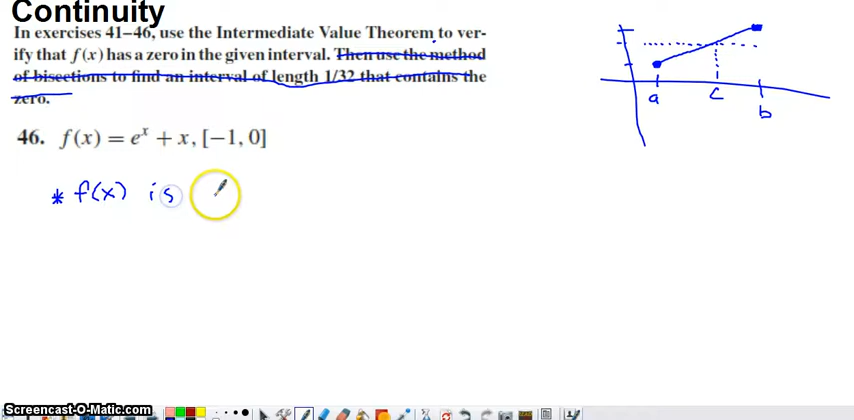 Continuity
In exercises 41–46, use the Intermediate Value Theorem to ver-
ify that f(x) has a zero in the given interval. Then use the method
of bisections to find an interval of length 1/32 that contains the
zero.
46. f(x) = eˣ + x, [−1, 0]
* f(x) is
a
c
b
Screencast-O-Matic.com